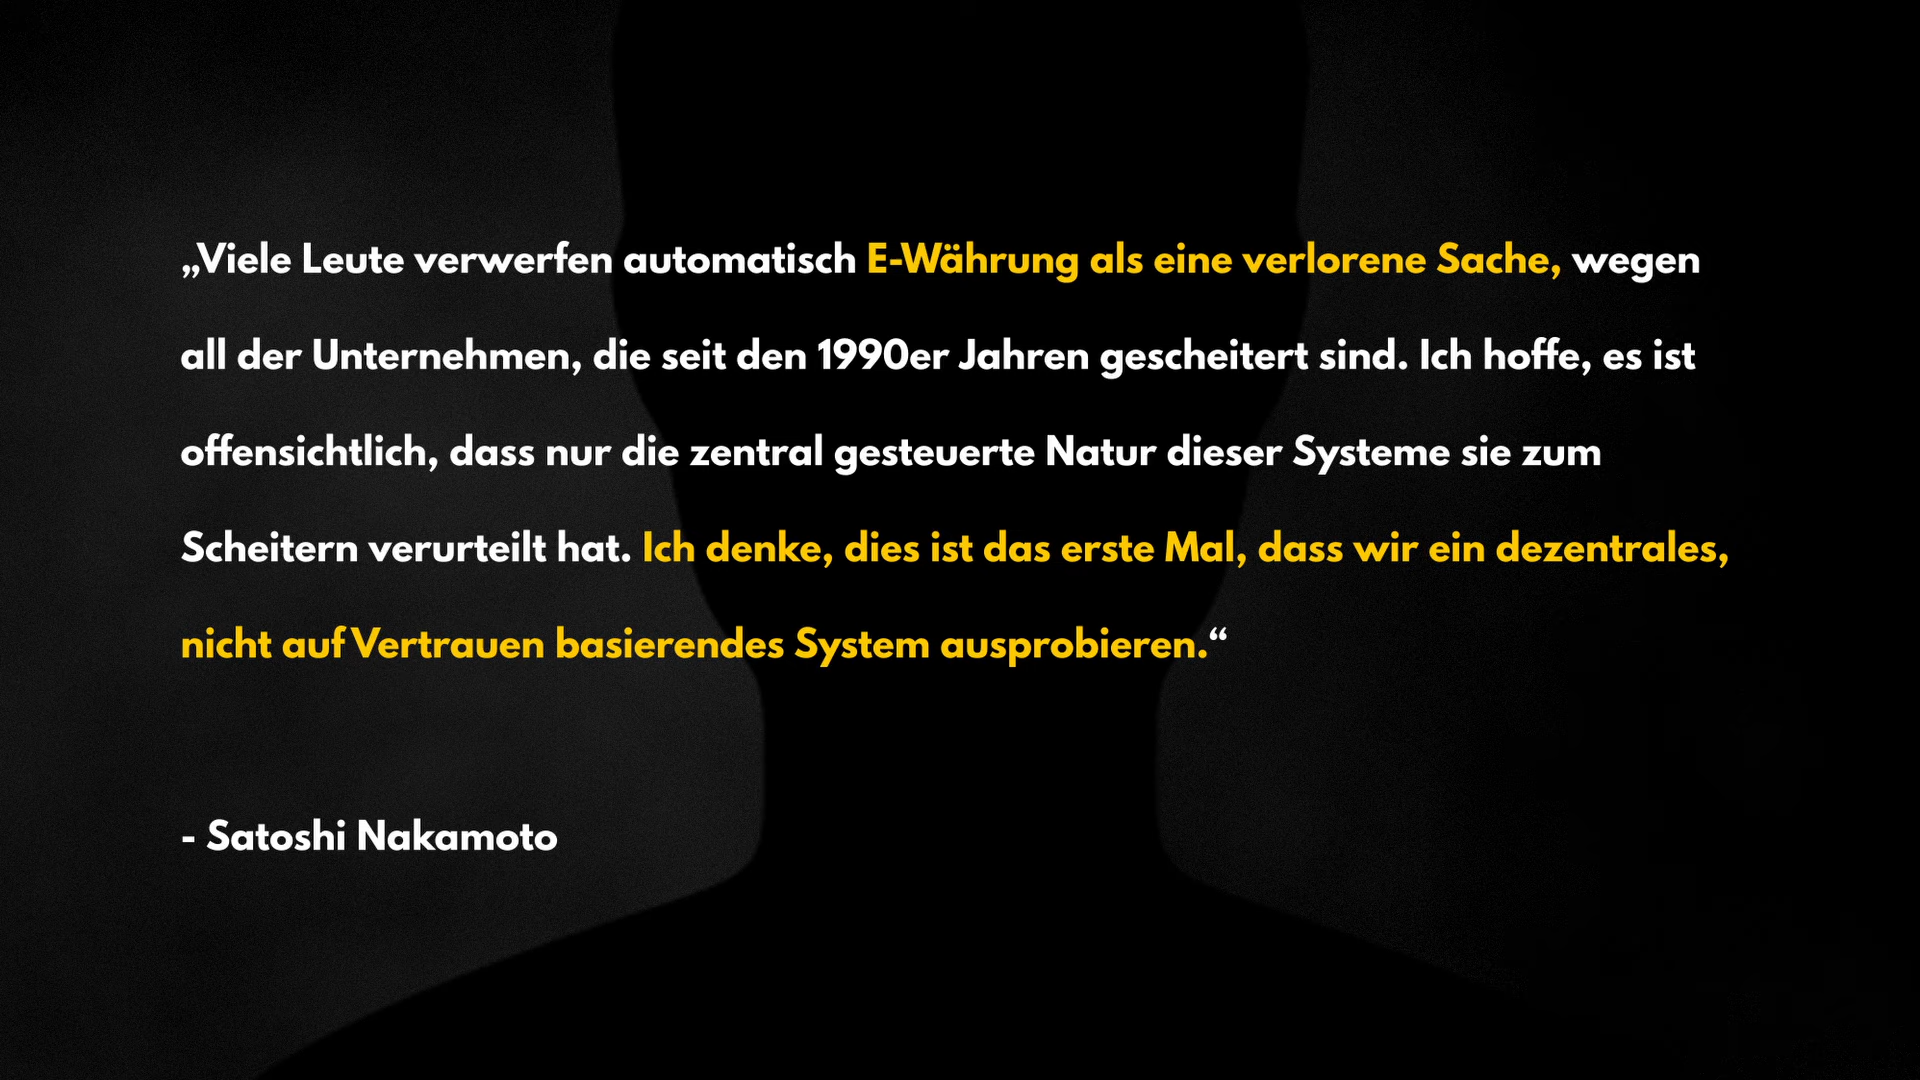 „Viele Leute verwerfen automatisch E-Währung als eine verlorene Sache, wegen
all der Unternehmen, die seit den 1990er Jahren gescheitert sind. Ich hoffe, es ist
offensichtlich, dass nur die zentral gesteuerte Natur dieser Systeme sie zum
Scheitern verurteilt hat. Ich denke, dies ist das erste Mal, dass wir ein dezentrales,
nicht auf Vertrauen basierendes System ausprobieren.“
- Satoshi Nakamoto